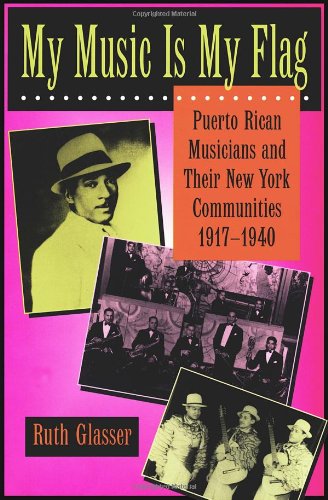 My Music Is My Flag
Puerto Rican
Musicians and
Their New York
Communities
1917–1940
Ruth Glasser